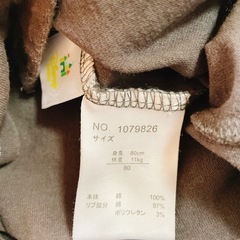 NO. 1079826
サイズ
身長 80cm
体重 11kg
80
本体 綿 100%
リブ部分 綿 97%
ポリウレタン 3%